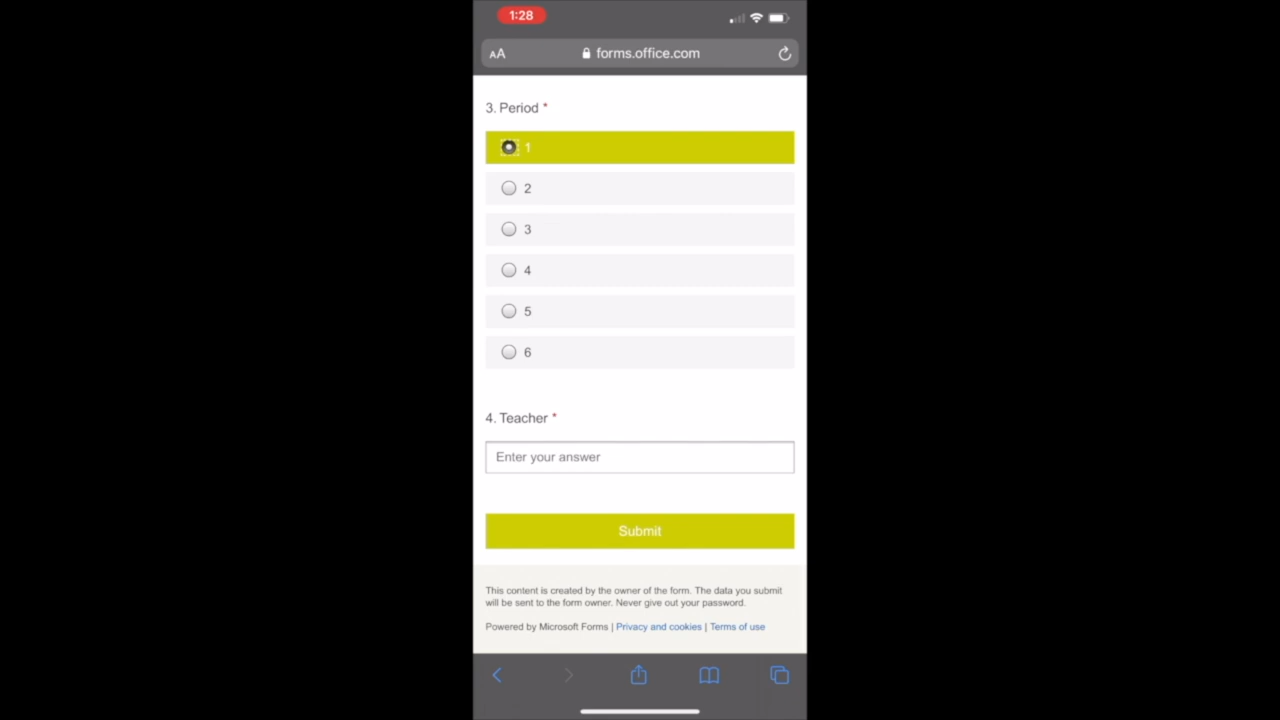 1:28
AA forms.office.com
3. Period *
1
2
3
4
5
6
4. Teacher *
Enter your answer
Submit
This content is created by the owner of the form. The data you submit
will be sent to the form owner. Never give out your password.
Powered by Microsoft Forms | Privacy and cookies | Terms of use